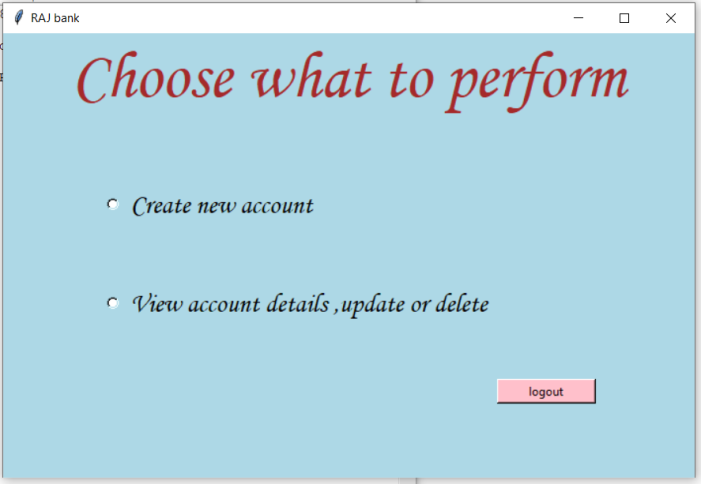 RAJ bank
Choose what to perform
Create new account
View account details ,update or delete
logout